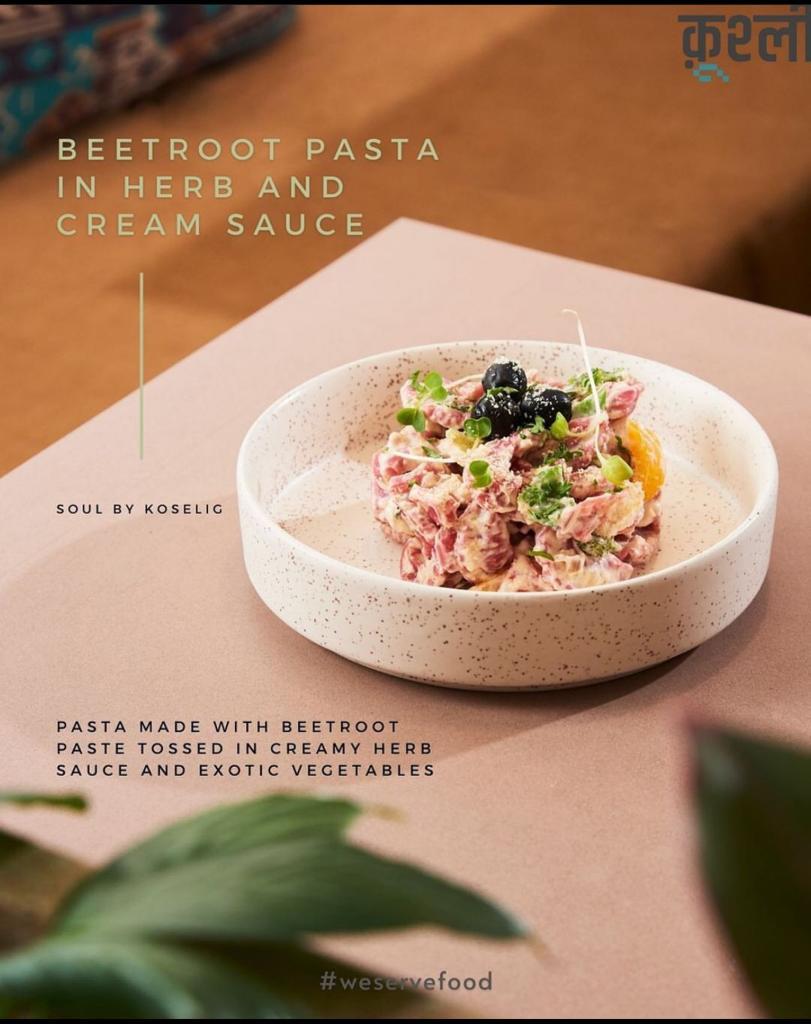 क़ूश्ली
BEETROOT PASTA
IN HERB AND
CREAM SAUCE
SOUL BY KOSELIG
PASTA MADE WITH BEETROOT
PASTE TOSSED IN CREAMY HERB
SAUCE AND EXOTIC VEGETABLES
#weservefood